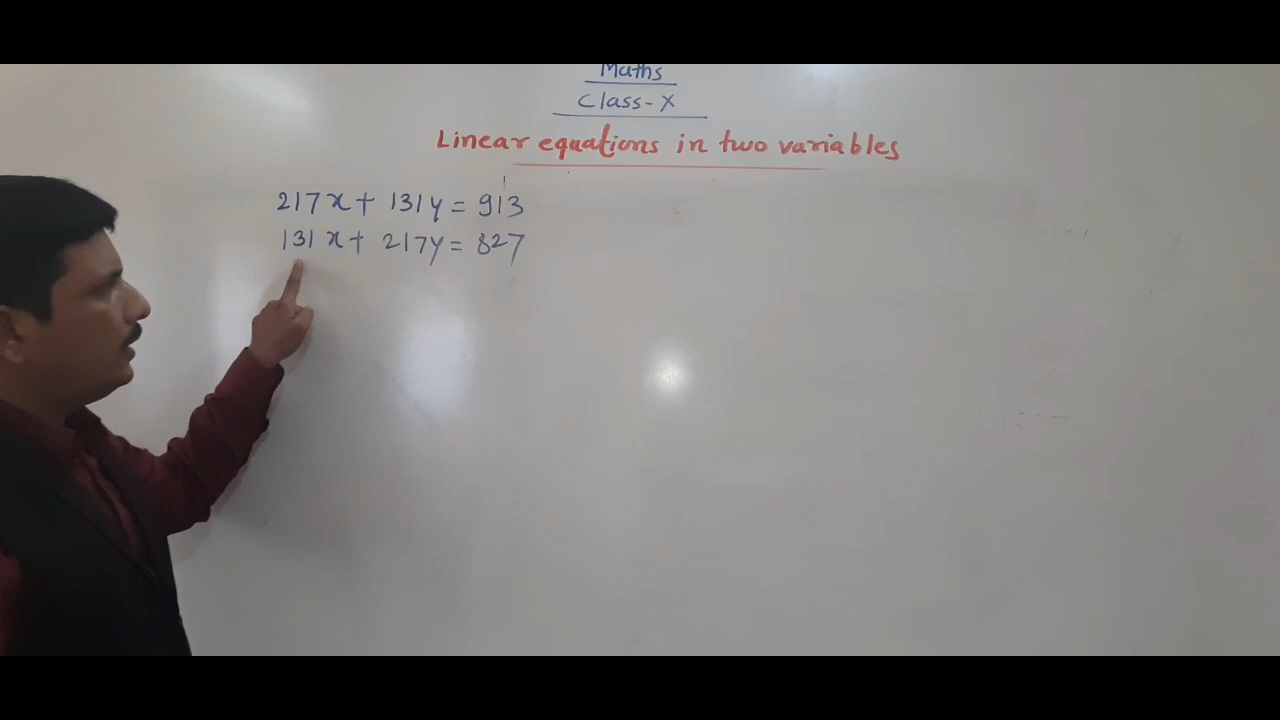 Maths
Class-X
Linear equations in two variables
217x + 131y = 913
131x + 217y = 827